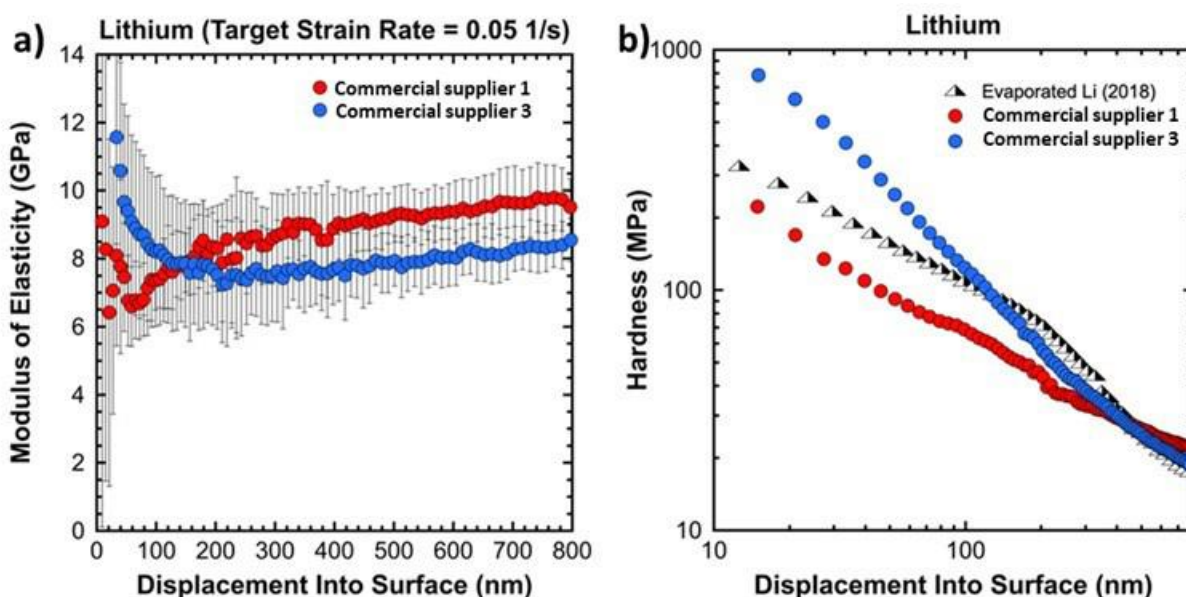 a)
Lithium (Target Strain Rate = 0.05 1/s)
Commercial supplier 1
Commercial supplier 3
Modulus of Elasticity (GPa)
14
12
10
8
6
4
2
0
0 100 200 300 400 500 600 700 800
Displacement Into Surface (nm)
b)
Lithium
Evaporated Li (2018)
Commercial supplier 1
Commercial supplier 3
Hardness (MPa)
1000
100
10
10 100
Displacement Into Surface (nm)